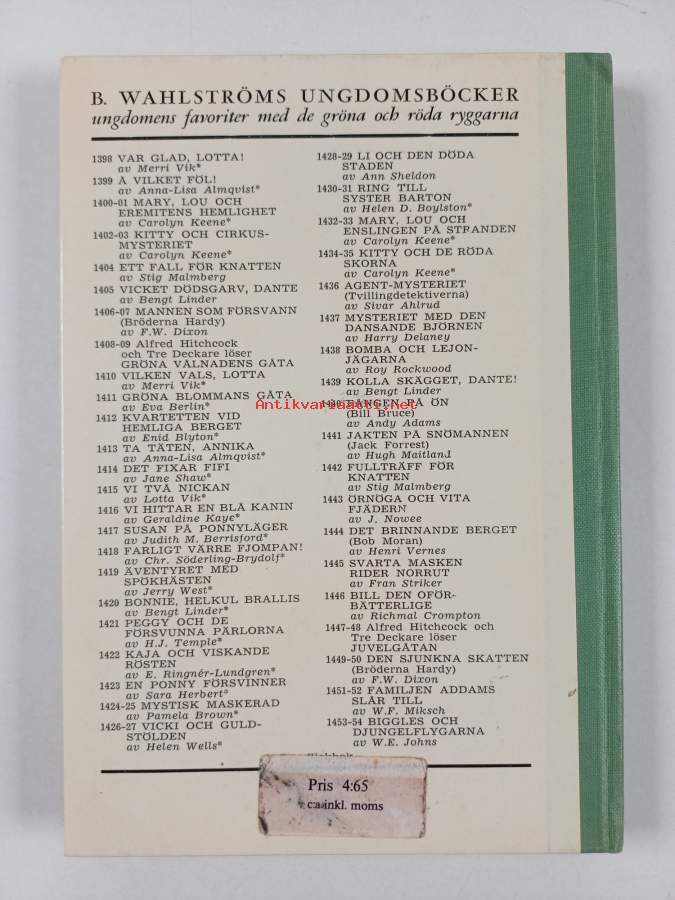 B. WAHLSTRÖMS UNGDOMSBÖCKER
ungdomens favoriter med de gröna och röda ryggarna
1398 VAR GLAD, LOTTA!
av Merri Vik*
1399 Å VILKET FÖL!
av Anna-Lisa Almqvist*
1400-01 MARY, LOU OCH
EREMITENS HEMLIGHET
av Carolyn Keene*
1402-03 KITTY OCH CIRKUS-
MYSTERIET
av Carolyn Keene*
1404 ETT FALL FÖR KNATTEN
av Stig Malmberg
1405 VICKET DÖDSGARV, DANTE
av Bengt Linder
1406-07 MANNEN SOM FÖRSVANN
(Bröderna Hardy)
av F.W. Dixon
1408-09 Alfred Hitchcock
och Tre Deckare löser
GRÖNA VÅLNADENS GÅTA
1410 VILKEN VALS, LOTTA
av Merri Vik*
1411 GRÖNA BLOMMANS GÅTA
av Eva Berlin*
1412 KVARTETTEN VID
HEMLIGA BERGET
av Enid Blyton*
1413 TA TÄTEN, ANNIKA
av Anna-Lisa Almqvist*
1414 DET FIXAR FIFI
av Jane Shaw*
1415 VI TVÅ NICKAN
av Lotta Vik*
1416 VI HITTAR EN BLÅ KANIN
av Geraldine Kaye*
1417 SUSAN PÅ PONNYLÄGER
av Judith M. Berrisford*
1418 FARLIGT VÄRRE FJOMPAN!
av Chr. Söderling-Brydolf*
1419 ÄVENTYRET MED
SPÖKHÄSTEN
av Jerry West*
1420 BONNIE, HELKUL BRALLIS
av Bengt Linder*
1421 PEGGY OCH DE
FÖRSVUNNA PÄRLORNA
av H.J. Temple*
1422 KAJA OCH VISKANDE
RÖSTEN
av E. Ringnér-Lundgren*
1423 EN PONNY FÖRSVINNER
av Sara Herbert*
1424-25 MYSTISK MASKERAD
av Pamela Brown*
1426-27 VICKI OCH GULD-
STÖLDEN
av Helen Wells*
1428-29 LI OCH DEN DÖDA
STADEN
av Ann Sheldon
1430-31 RING TILL
SYSTER BARTON
av Helen D. Boylston*
1432-33 MARY, LOU OCH
ENSLINGEN PÅ STRANDEN
av Carolyn Keene*
1434-35 KITTY OCH DE RÖDA
SKORNA
av Carolyn Keene*
1436 AGENT-MYSTERIET
(Tvillingdetektiverna)
av Sivar Ahlrud
1437 MYSTERIET MED DEN
DANSANDE BJÖRNEN
av Harry Delaney
1438 BOMBA OCH LEJON-
JÄGARNA
av Roy Rockwood
1439 KOLLA SKÄGGET, DANTE!
av Bengt Linder
1440 FÅNGEN PÅ ÖN
(Bill Bruce)
av Andy Adams
1441 JAKTEN PÅ SNÖMANNEN
(Jack Forrest)
av Hugh Maitland
1442 FULLTRÄFF FÖR
KNATTEN
av Stig Malmberg
1443 ÖRNÖGA OCH VITA
FJÄDERN
av J. Nowee
1444 DET BRINNANDE BERGET
(Bob Moran)
av Henri Vernes
1445 SVARTA MASKEN
RIDER NORRUT
av Fran Striker
1446 BILL DEN OFÖR-
BÄTTERLIGE
av Richmal Crompton
1447-48 Alfred Hitchcock och
Tre Deckare löser
JUVELGÅTAN
1449-50 DEN SJUNKNA SKATTEN
(Bröderna Hardy)
av F.W. Dixon
1451-52 FAMILJEN ADDAMS
SLÅR TILL
av W.F. Miksch
1453-54 BIGGLES OCH
DJUNGELFLYGARNA
av W.E. Johns
Pris 4:65
c:a inkl. moms
Antikvariaatti.net